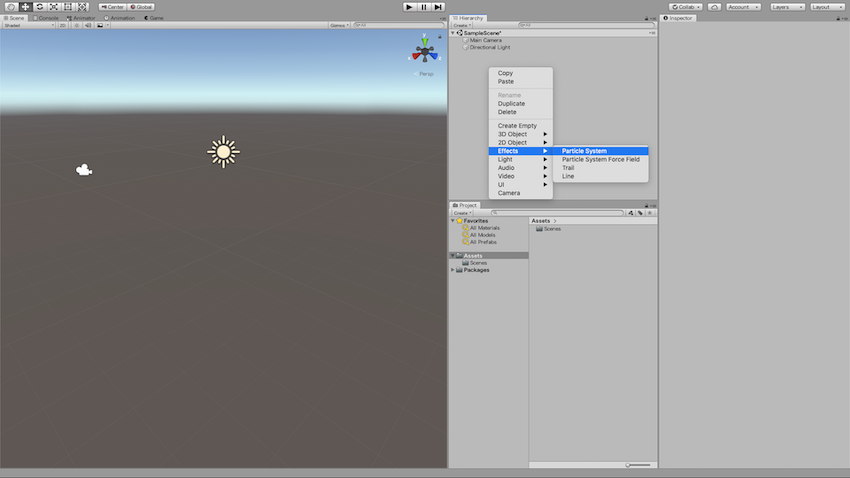 Center Global
Collab Account Layers Layout
Scene Console Animator Animation Game
Shaded 2D Gizmos All
Persp
y
x
Hierarchy
Create All
SampleScene*
Main Camera
Directional Light
Copy
Paste
Rename
Duplicate
Delete
Create Empty
3D Object
2D Object
Effects
Light
Audio
Video
UI
Camera
Particle System
Particle System Force Field
Trail
Line
Project
Create
Favorites
All Materials
All Models
All Prefabs
Assets
Scenes
Packages
Assets
Scenes
Inspector